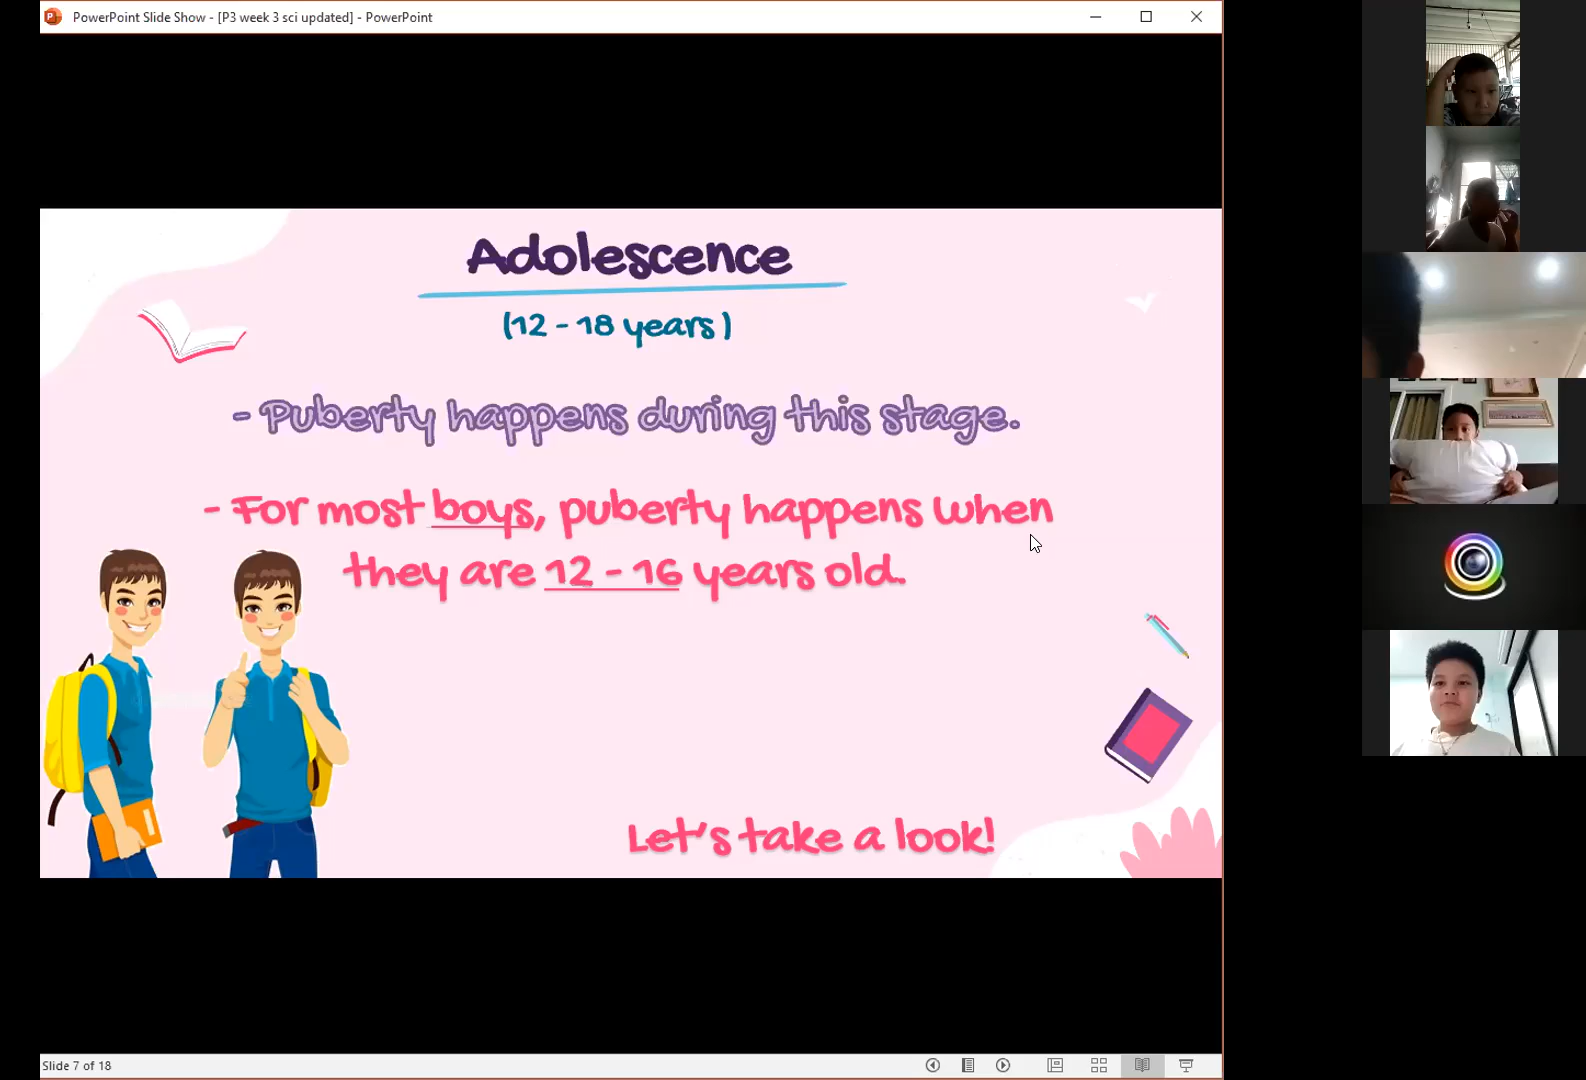 PowerPoint Slide Show - [P3 week 3 sci updated] - PowerPoint
Adolescence
(12 - 18 years )
- Puberty happens during this stage.
- For most boys, puberty happens when
they are 12 - 16 years old.
Let's take a look!
Slide 7 of 18